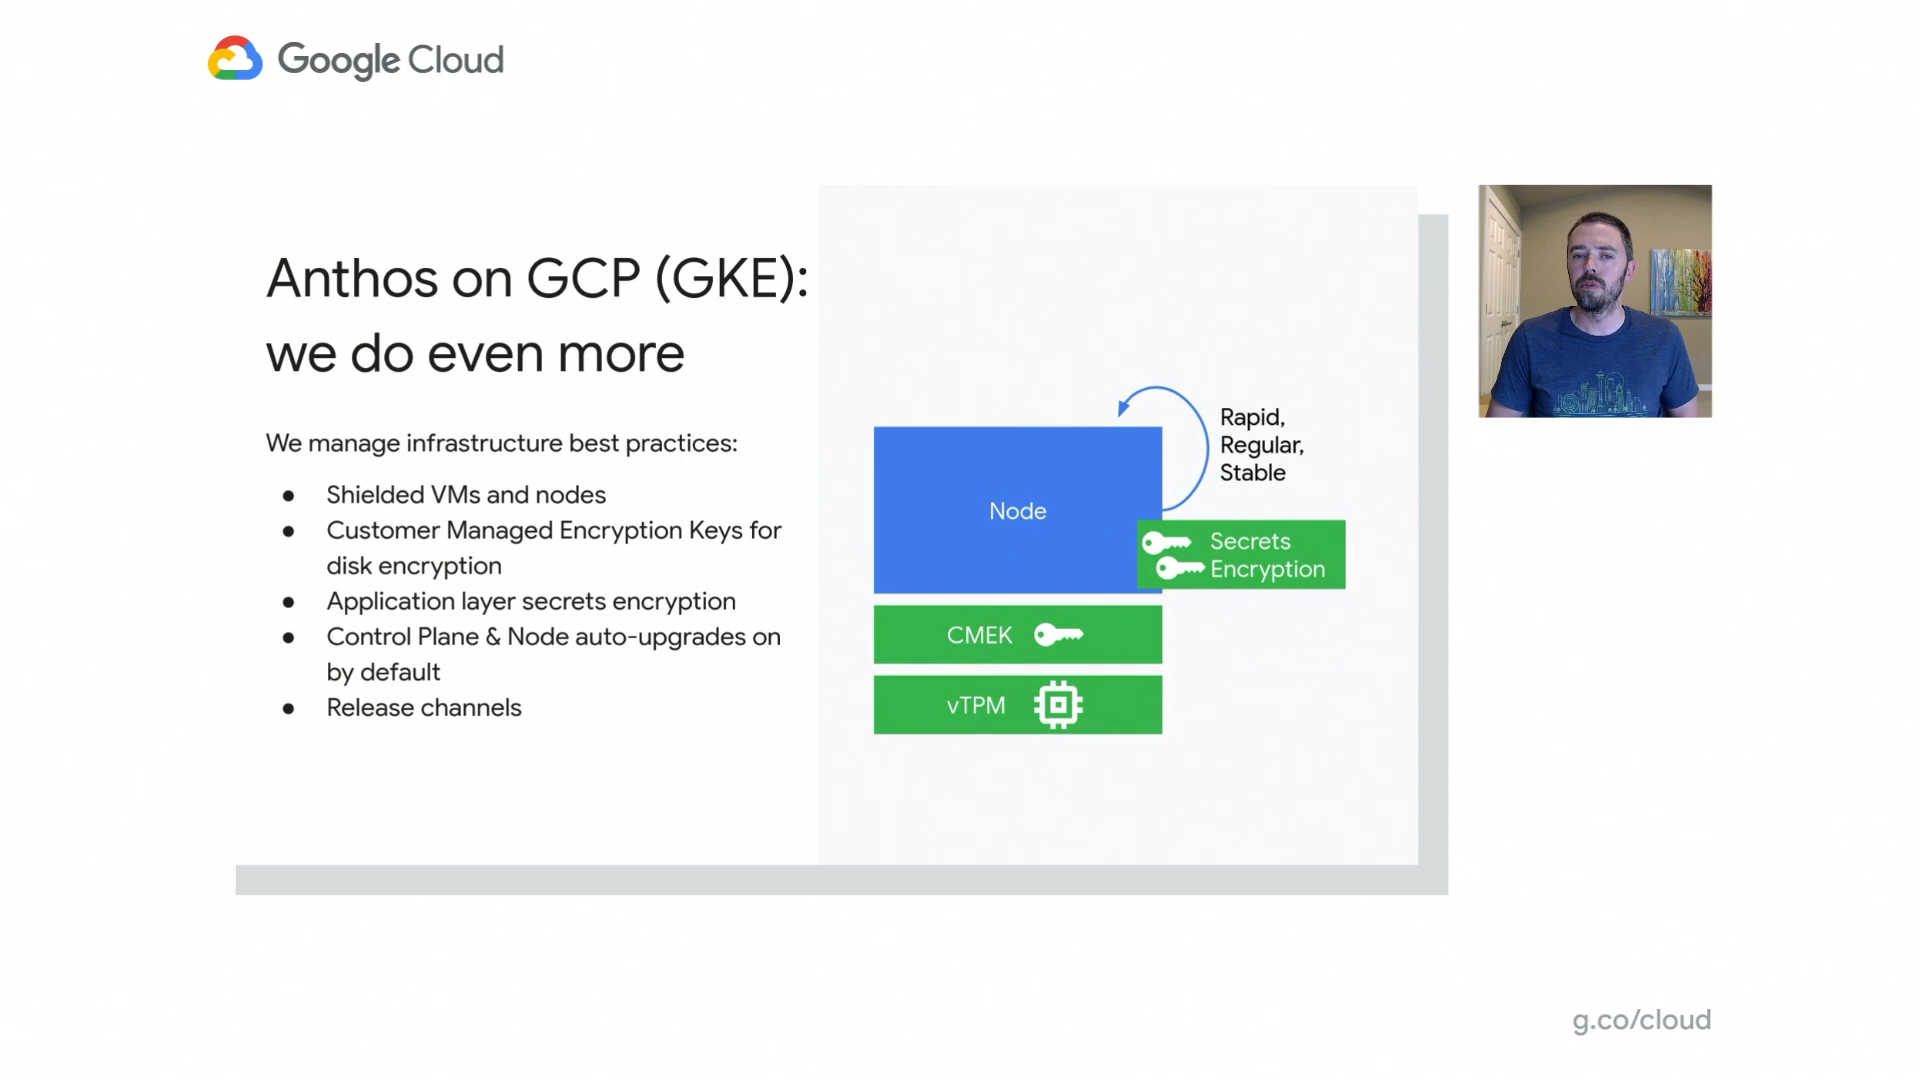 Google Cloud
Anthos on GCP (GKE):
we do even more
We manage infrastructure best practices:
● Shielded VMs and nodes
● Customer Managed Encryption Keys for
disk encryption
● Application layer secrets encryption
● Control Plane & Node auto-upgrades on
by default
● Release channels
Rapid,
Regular,
Stable
Node
Secrets
Encryption
CMEK
vTPM
g.co/cloud